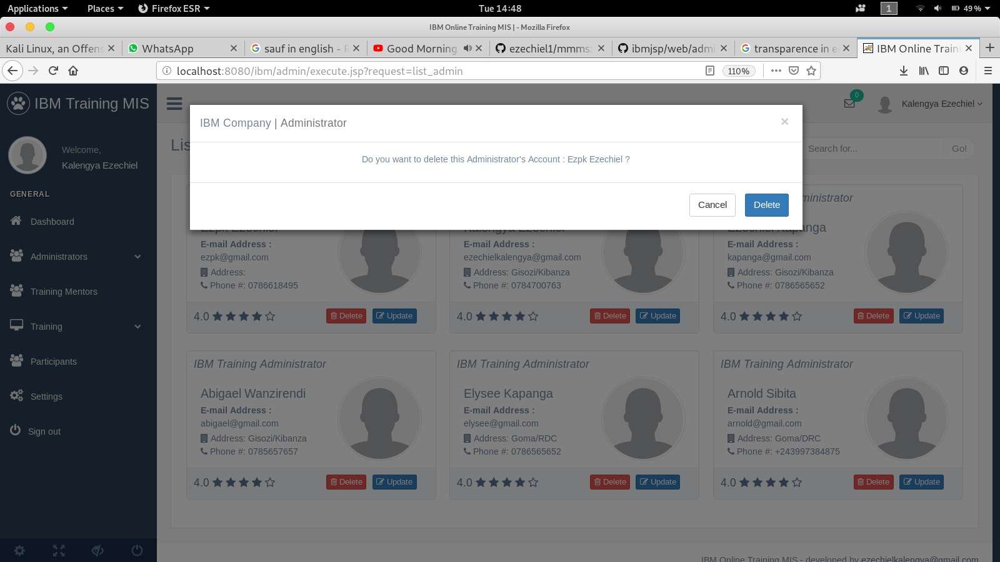 Applications Places Firefox ESR Tue 14:48 1 49 %
IBM Online Training MIS | - Mozilla Firefox
Kali Linux, an Offens WhatsApp sauf in english - Good Morning ezechiel1/mmms: ibmjsp/web/admi transparence in e IBM Online Traini
localhost:8080/ibm/admin/execute.jsp?request=list_admin 110%
IBM Training MIS 0 Kalengya Ezechiel
IBM Company | Administrator ×
Welcome,
Kalengya Ezechiel
Lis Search for... Go!
Do you want to delete this Administrator's Account : Ezpk Ezechiel ?
Cancel Delete
GENERAL
Dashboard
Administrators
Training Mentors
Training
Participants
Settings
Sign out
Ezpk Ezechiel
E-mail Address :
ezpk@gmail.com
Address:
Phone #: 0786618495
4.0 Delete Update
Kalengya Ezechiel
E-mail Address :
ezechielkalengya@gmail.com
Address: Gisozi/Kibanza
Phone #: 0784700763
4.0 Delete Update
ministrator
Ezechiel Kapanga
E-mail Address :
kapanga@gmail.com
Address: Gisozi/Kibanza
Phone #: 0786565652
4.0 Delete Update
IBM Training Administrator
Abigael Wanzirendi
E-mail Address :
abigael@gmail.com
Address: Gisozi/Kibanza
Phone #: 0785657657
4.0 Delete Update
IBM Training Administrator
Elysee Kapanga
E-mail Address :
elysee@gmail.com
Address: Goma/RDC
Phone #: 0786565652
4.0 Delete Update
IBM Training Administrator
Arnold Sibita
E-mail Address :
arnold@gmail.com
Address: Goma/DRC
Phone #: +243997384875
4.0 Delete Update
IBM Online Training MIS - developed by ezechielkalengya@gmail.com